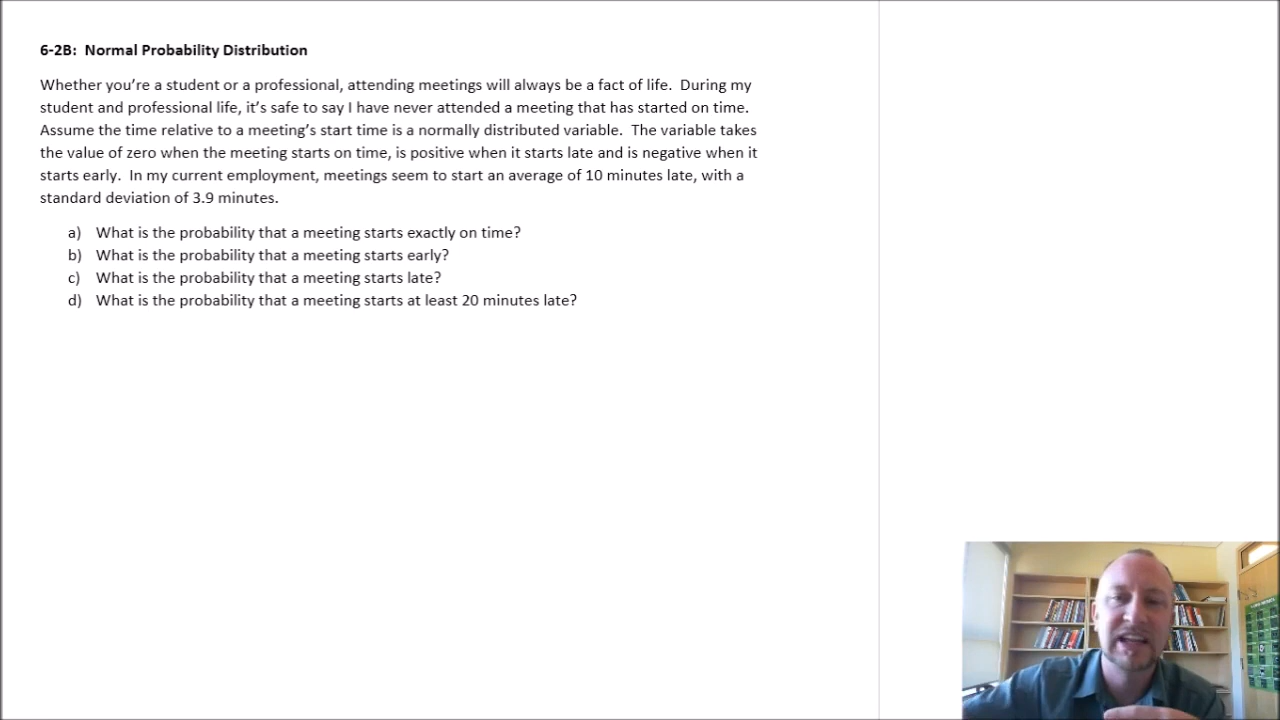 6-2B: Normal Probability Distribution
Whether you’re a student or a professional, attending meetings will always be a fact of life. During my
student and professional life, it’s safe to say I have never attended a meeting that has started on time.
Assume the time relative to a meeting’s start time is a normally distributed variable. The variable takes
the value of zero when the meeting starts on time, is positive when it starts late and is negative when it
starts early. In my current employment, meetings seem to start an average of 10 minutes late, with a
standard deviation of 3.9 minutes.
a) What is the probability that a meeting starts exactly on time?
b) What is the probability that a meeting starts early?
c) What is the probability that a meeting starts late?
d) What is the probability that a meeting starts at least 20 minutes late?